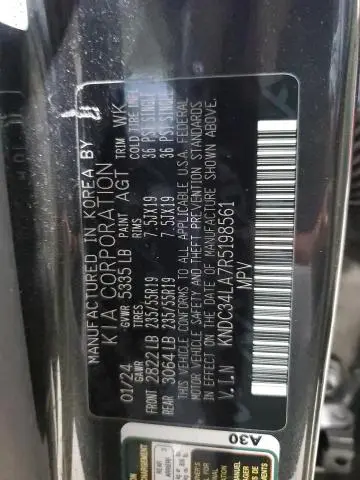 MANUFACTURED IN KOREA BY
KIA CORPORATION
01/24 GVWR 5335 LB PAINT AGT TRIM WK
GAWR TIRES RIMS COLD TIRE INFL
FRT 2822 LB 235/55R19 7.5JX19 36 PSI SINGLE
REAR 3064 LB 235/55R19 7.5JX19 36 PSI SINGLE
THIS VEHICLE CONFORMS TO ALL APPLICABLE U.S.A. FEDERAL
MOTOR VEHICLE SAFETY AND THEFT PREVENTION STANDARDS
IN EFFECT ON THE DATE OF MANUFACTURE SHOWN ABOVE.
V.I.N KNDC34LA7R5198561
MPV
A30